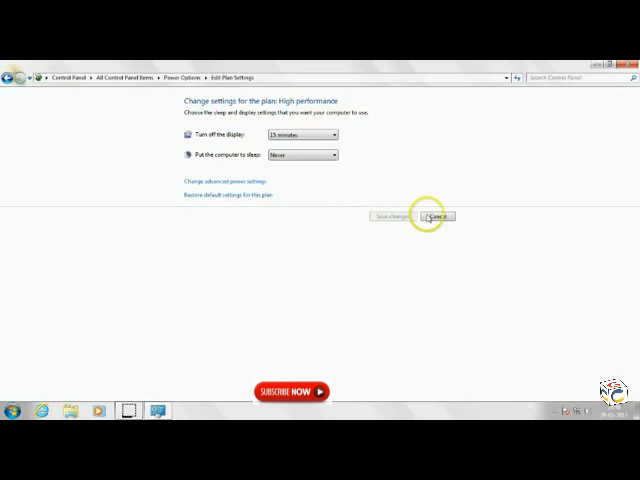 Control Panel ▸ All Control Panel Items ▸ Power Options ▸ Edit Plan Settings
Search Control Panel
Change settings for the plan: High performance
Choose the sleep and display settings that you want your computer to use.
Turn off the display: 15 minutes
Put the computer to sleep: Never
Change advanced power settings
Restore default settings for this plan
Save changes Cancel
SUBSCRIBE NOW